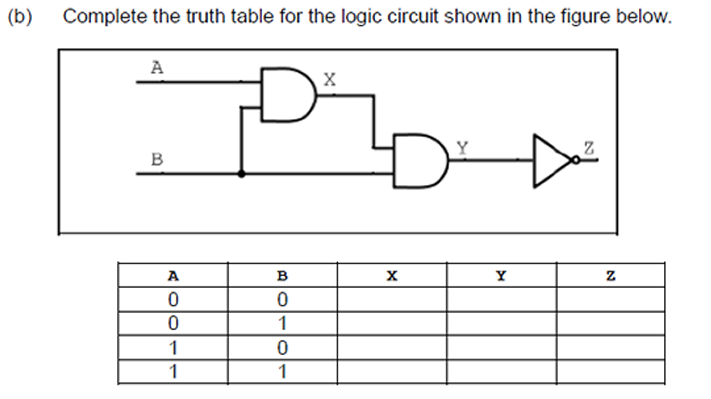 (b) Complete the truth table for the logic circuit shown in the figure below.
A
X
B
Y
Z
A B X Y Z
0 0
0 1
1 0
1 1